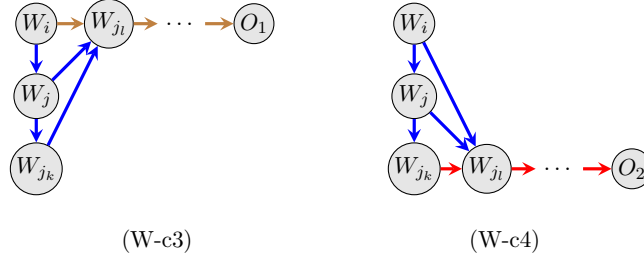 W_i W_{j_l} ... O_1 W_i
W_j W_j
W_{j_k} W_{j_k} W_{j_l} ... O_2
(W-c3) (W-c4)